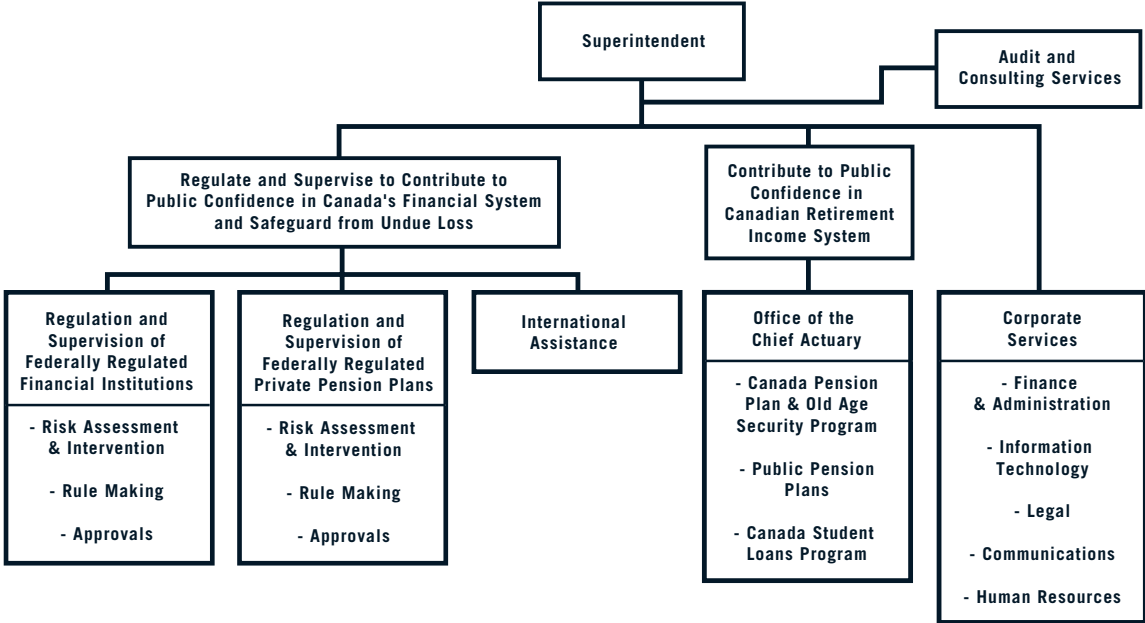 Superintendent
Audit and
Consulting Services
Regulate and Supervise to Contribute to
Public Confidence in Canada's Financial System
and Safeguard from Undue Loss
Contribute to Public
Confidence in
Canadian Retirement
Income System
Regulation and
Supervision of
Federally Regulated
Financial Institutions
- Risk Assessment
& Intervention
- Rule Making
- Approvals
Regulation and
Supervision of
Federally Regulated
Private Pension Plans
- Risk Assessment
& Intervention
- Rule Making
- Approvals
International
Assistance
Office of the
Chief Actuary
- Canada Pension
Plan & Old Age
Security Program
- Public Pension
Plans
- Canada Student
Loans Program
Corporate
Services
- Finance
& Administration
- Information
Technology
- Legal
- Communications
- Human Resources